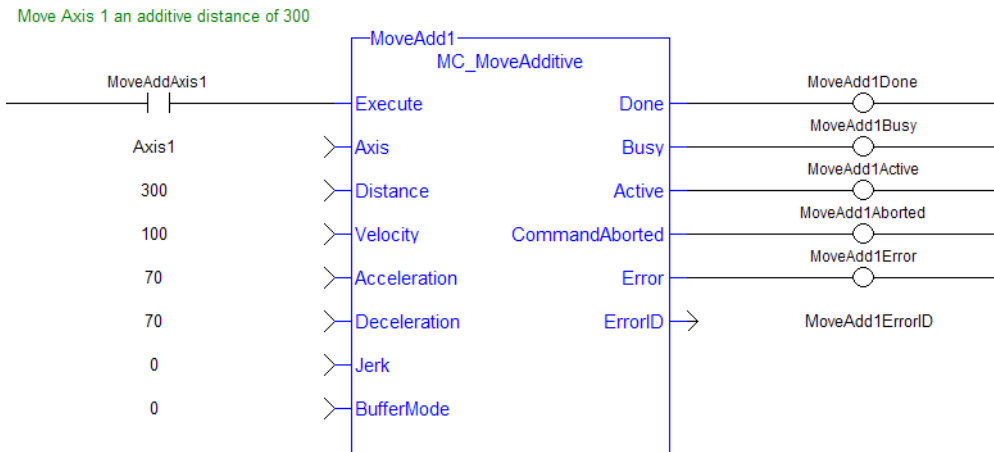 Move Axis 1 an additive distance of 300
MoveAdd1
MC_MoveAdditive
MoveAddAxis1
Execute
Done
MoveAdd1Done
Axis1
Axis
Busy
MoveAdd1Busy
300
Distance
Active
MoveAdd1Active
100
Velocity
CommandAborted
MoveAdd1Aborted
70
Acceleration
Error
MoveAdd1Error
70
Deceleration
ErrorID
MoveAdd1ErrorID
0
Jerk
0
BufferMode